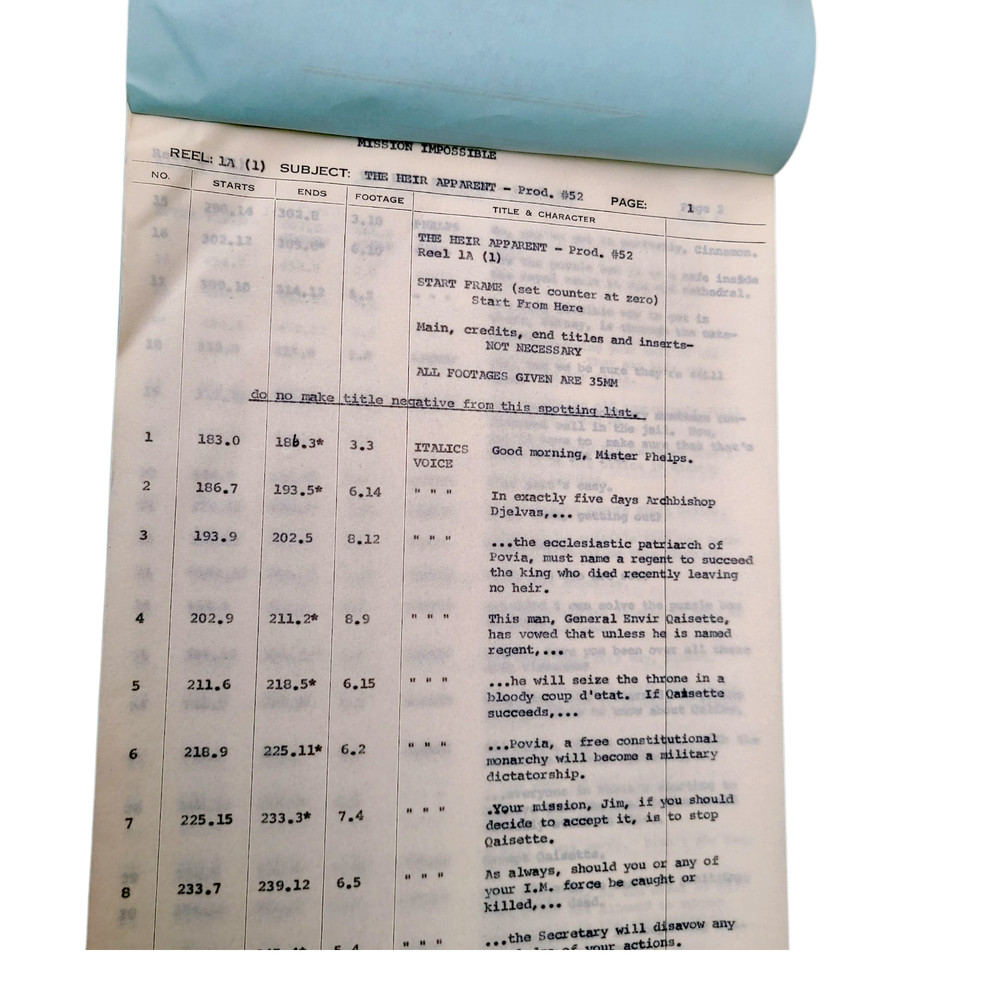 MISSION IMPOSSIBLE
REEL: 1A (1) SUBJECT: THE HEIR APPARENT - Prod. #52 PAGE: 1
NO. STARTS ENDS FOOTAGE TITLE & CHARACTER
THE HEIR APPARENT - Prod. #52
Reel 1A (1)
START FRAME (set counter at zero)
Start From Here
Main, credits, end titles and inserts-
NOT NECESSARY
ALL FOOTAGES GIVEN ARE 35MM
do no make title negative from this spotting list.
1 183.0 186.3* 3.3 ITALICS Good morning, Mister Phelps.
VOICE
2 186.7 193.5* 6.14 " " " In exactly five days Archbishop
Djelvas,...
3 193.9 202.5 8.12 " " " ...the ecclesiastic patriarch of
Povia, must name a regent to succeed
the king who died recently leaving
no heir.
4 202.9 211.2* 8.9 " " " This man, General Envir Qaisette,
has vowed that unless he is named
regent,...
5 211.6 218.5* 6.15 " " " ...he will seize the throne in a
bloody coup d'etat. If Qaisette
succeeds,...
6 218.9 225.11* 6.2 " " " ...Povia, a free constitutional
monarchy will become a military
dictatorship.
7 225.15 233.3* 7.4 " " " .Your mission, Jim, if you should
decide to accept it, is to stop
Qaisette.
8 233.7 239.12 6.5 " " " As always, should you or any of
your I.M. force be caught or
killed,...
" " " ...the Secretary will disavow any
of your actions.